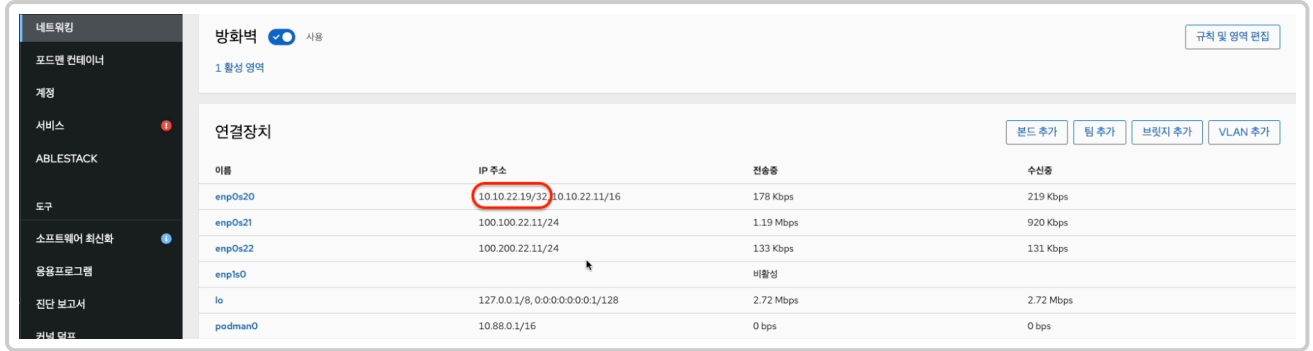 네트워킹
포드맨 컨테이너
계정
서비스
ABLESTACK
도구
소프트웨어 최신화
응용프로그램
진단 보고서
커널 덤프
방화벽 사용
규칙 및 영역 편집
1 활성 영역
연결장치
본드 추가 팀 추가 브릿지 추가 VLAN 추가
이름 IP 주소 전송중 수신중
enp0s20 10.10.22.19/32, 10.10.22.11/16 178 Kbps 219 Kbps
enp0s21 100.100.22.11/24 1.19 Mbps 920 Kbps
enp0s22 100.200.22.11/24 133 Kbps 131 Kbps
enp1s0 비활성
lo 127.0.0.1/8, 0:0:0:0:0:0:0:1/128 2.72 Mbps 2.72 Mbps
podman0 10.88.0.1/16 0 bps 0 bps